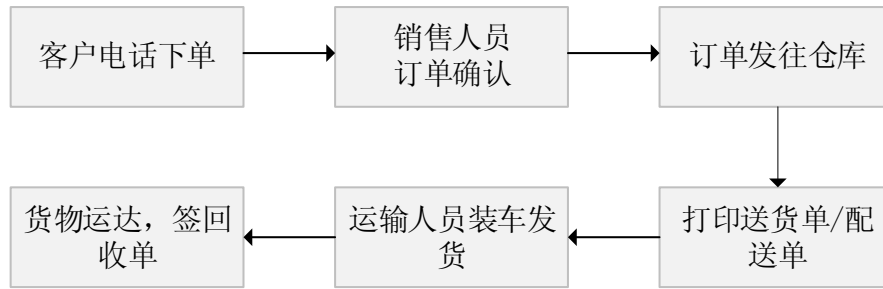 客户电话下单
销售人员
订单确认
订单发往仓库
打印送货单/配
送单
运输人员装车发
货
货物运达，签回
收单